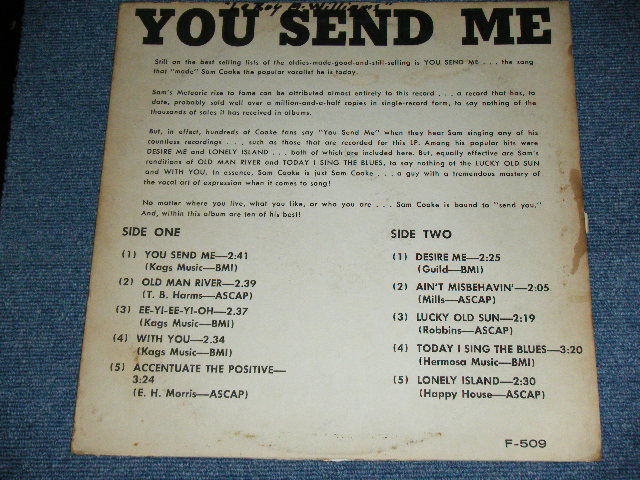 "LeRoy B. Williams"
YOU SEND ME
Still on the best selling lists of the oldies-made-good-and-still-selling is YOU SEND ME . . . the song
that "made" Sam Cooke the popular vocalist he is today.
Sam's Meteoric rise to fame can be attributed almost entirely to this record . . . a record that has, to
date, probably sold well over a million-and-a-half copies in single-record form, to say nothing of the
thousands of sales it has received in albums.
But, in effect, hundreds of Cooke fans say "You Send Me" when they hear Sam singing any of his
countless recordings . . . such as those that are recorded for this LP. Among his popular hits were
DESIRE ME and LONELY ISLAND . . . both of which are included here. But, equally effective are Sam's
renditions of OLD MAN RIVER and TODAY I SING THE BLUES, to say nothing of the LUCKY OLD SUN
and WITH YOU. In essence, Sam Cooke is just Sam Cooke . . . a guy with a tremendous mastery of
the vocal art of expression when it comes to song!
No matter where you live, what you like, or who you are . . . Sam Cooke is bound to "send you."
And, within this album are ten of his best!
SIDE ONE
(1) YOU SEND ME—2:41
(Kags Music—BMI)
(2) OLD MAN RIVER—2.39
(T. B. Harms—ASCAP)
(3) EE-YI-EE-YI-OH—2.37
(Kags Music—BMI)
(4) WITH YOU—2.34
(Kags Music—BMI)
(5) ACCENTUATE THE POSITIVE—
3:24
(E. H. Morris—ASCAP)
SIDE TWO
(1) DESIRE ME—2:25
(Guild—BMI)
(2) AIN'T MISBEHAVIN'—2:05
(Mills—ASCAP)
(3) LUCKY OLD SUN—2:19
(Robbins—ASCAP)
(4) TODAY I SING THE BLUES—3:20
(Hermosa Music—BMI)
(5) LONELY ISLAND—2:30
(Happy House—ASCAP)
F-509